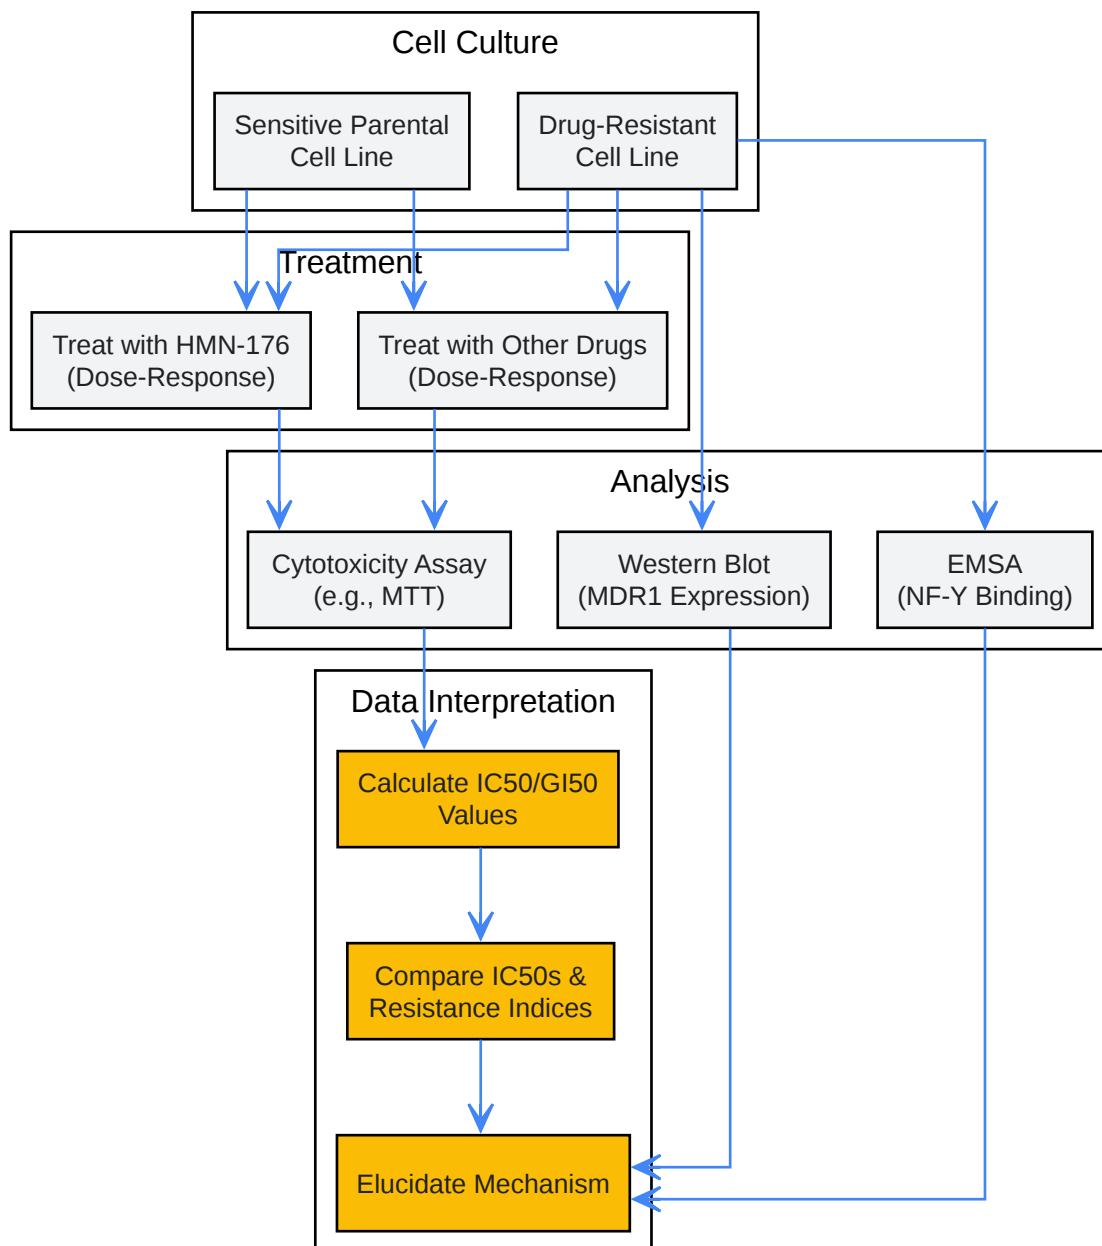 Cell Culture
Sensitive Parental
Cell Line
Drug-Resistant
Cell Line
Treatment
Treat with HMN-176
(Dose-Response)
Treat with Other Drugs
(Dose-Response)
Analysis
Cytotoxicity Assay
(e.g., MTT)
Western Blot
(MDR1 Expression)
EMSA
(NF-Y Binding)
Data Interpretation
Calculate IC50/GI50
Values
Compare IC50s &
Resistance Indices
Elucidate Mechanism